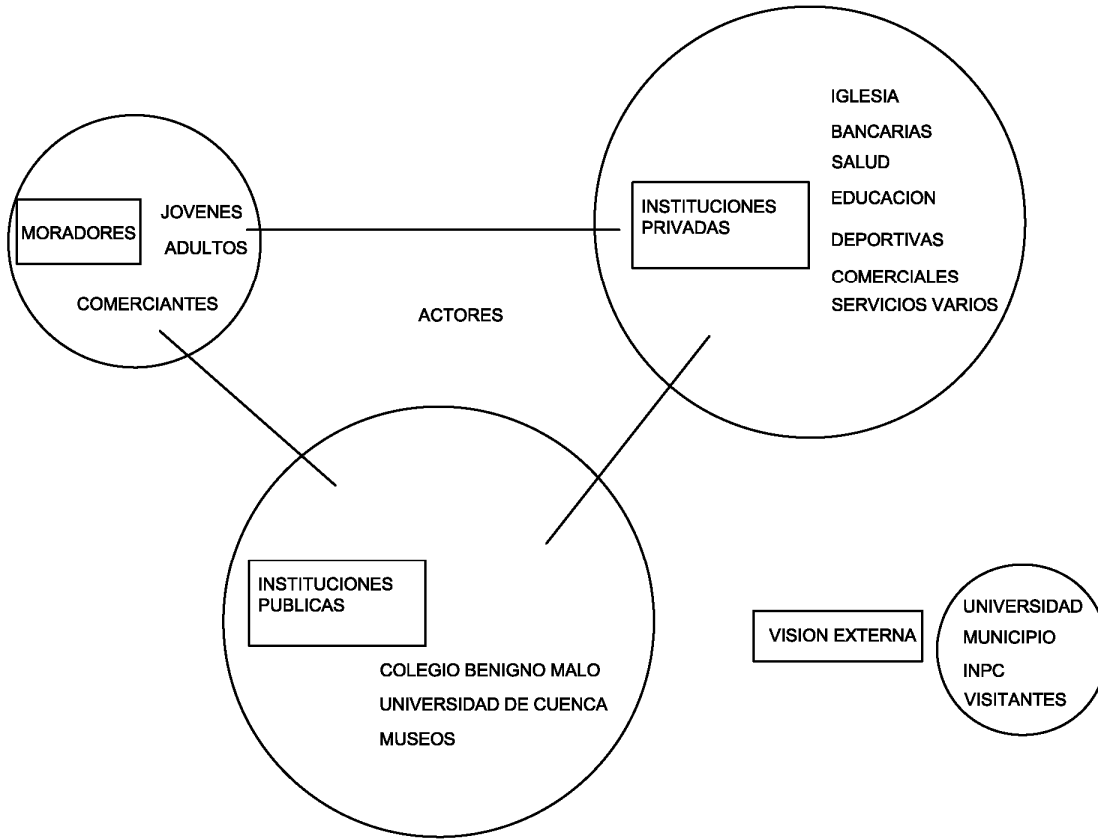 MORADORES
JOVENES
ADULTOS
COMERCIANTES
ACTORES
INSTITUCIONES
PRIVADAS
IGLESIA
BANCARIAS
SALUD
EDUCACION
DEPORTIVAS
COMERCIALES
SERVICIOS VARIOS
INSTITUCIONES
PUBLICAS
COLEGIO BENIGNO MALO
UNIVERSIDAD DE CUENCA
MUSEOS
VISION EXTERNA
UNIVERSIDAD
MUNICIPIO
INPC
VISITANTES